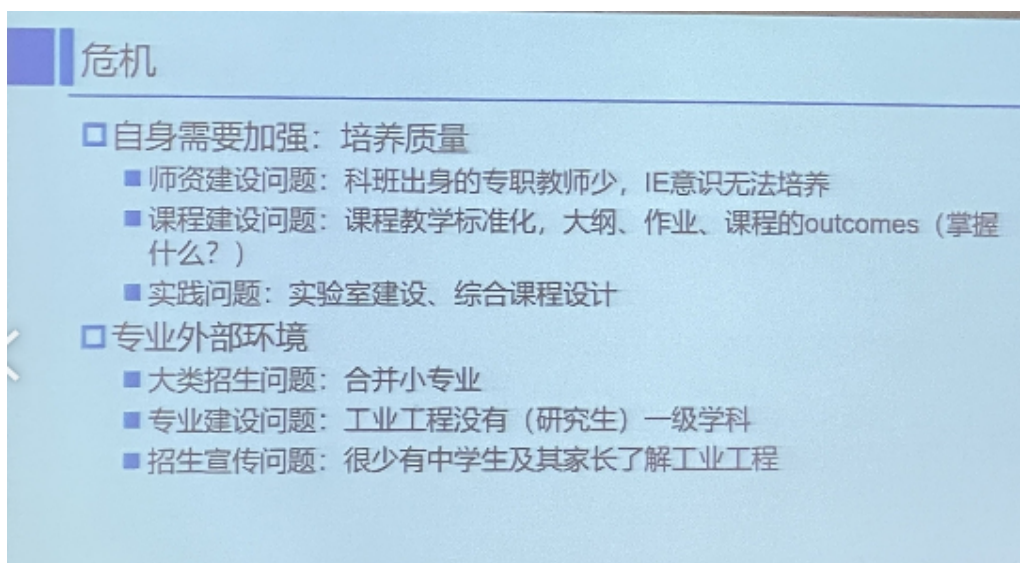 危机
自身需要加强：培养质量
师资建设问题：科班出身的专职教师少，IE意识无法培养
课程建设问题：课程教学标准化，大纲、作业、课程的outcomes（掌握
什么？）
实践问题：实验室建设、综合课程设计
专业外部环境
大类招生问题：合并小专业
专业建设问题：工业工程没有（研究生）一级学科
招生宣传问题：很少有中学生及其家长了解工业工程